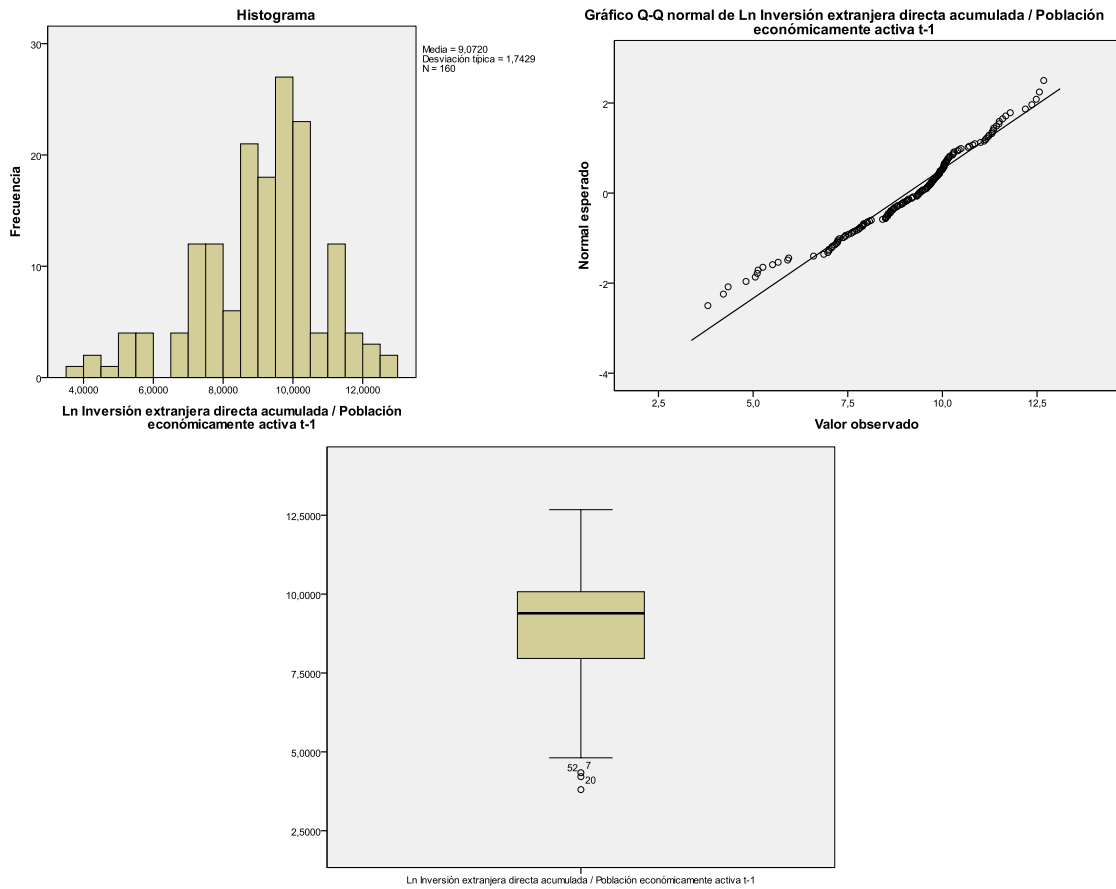 Histograma
Media = 9,0720
Desviación típica = 1,7429
N = 160
Frecuencia
30
20
10
0
4,0000 6,0000 8,0000 10,0000 12,0000
Ln Inversión extranjera directa acumulada / Población
económicamente activa t-1
Gráfico Q-Q normal de Ln Inversión extranjera directa acumulada / Población
económicamente activa t-1
Normal esperado
2
0
-2
-4
2,5 5,0 7,5 10,0 12,5
Valor observado
12,5000
10,0000
7,5000
5,0000
2,5000
52 7
20
Ln Inversión extranjera directa acumulada / Población económicamente activa t-1